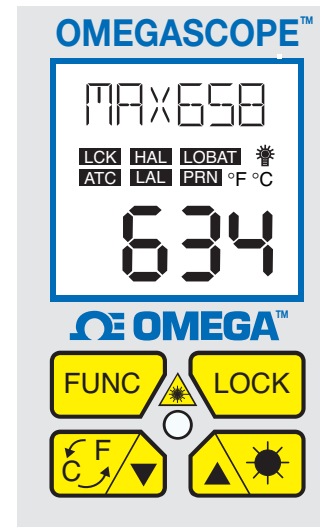 OMEGASCOPE™
MAX658
LCK HAL LOBAT
ATC LAL PRN °F °C
634
OMEGA™
FUNC LOCK
C F